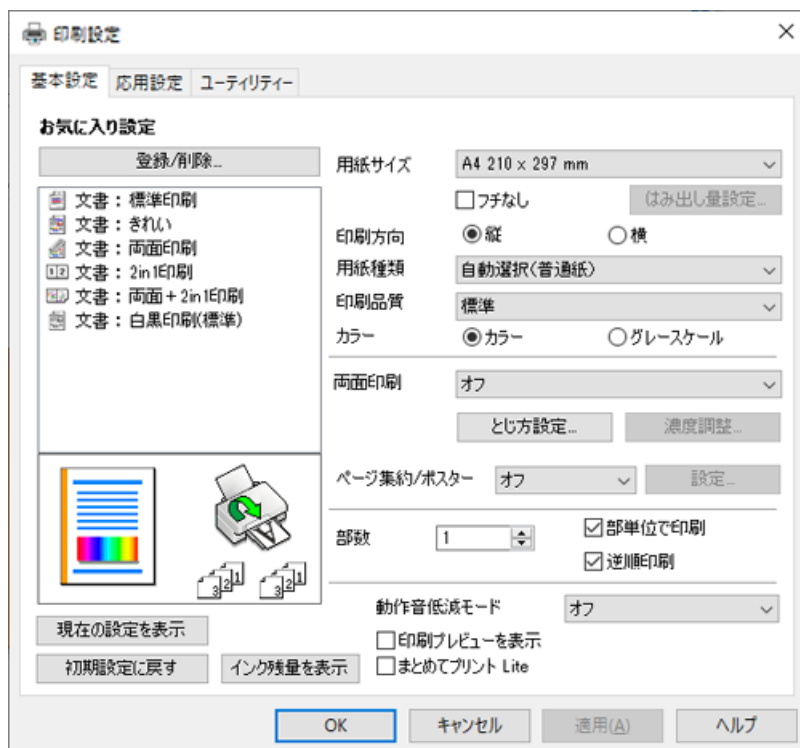 印刷設定
基本設定 応用設定 ユーティリティー
お気に入り設定
登録/削除...
文書：標準印刷
文書：きれい
文書：両面印刷
文書：2in1印刷
文書：両面＋2in1印刷
文書：白黒印刷(標準)
現在の設定を表示
初期設定に戻す インク残量を表示
用紙サイズ A4 210 x 297 mm
フチなし はみ出し量設定...
印刷方向 縦 横
用紙種類 自動選択(普通紙)
印刷品質 標準
カラー カラー グレースケール
両面印刷 オフ
とじ方設定... 濃度調整...
ページ集約/ポスター オフ 設定...
部数 1 部単位で印刷
逆順印刷
動作音低減モード オフ
印刷プレビューを表示
まとめてプリント Lite
OK キャンセル 適用(A) ヘルプ